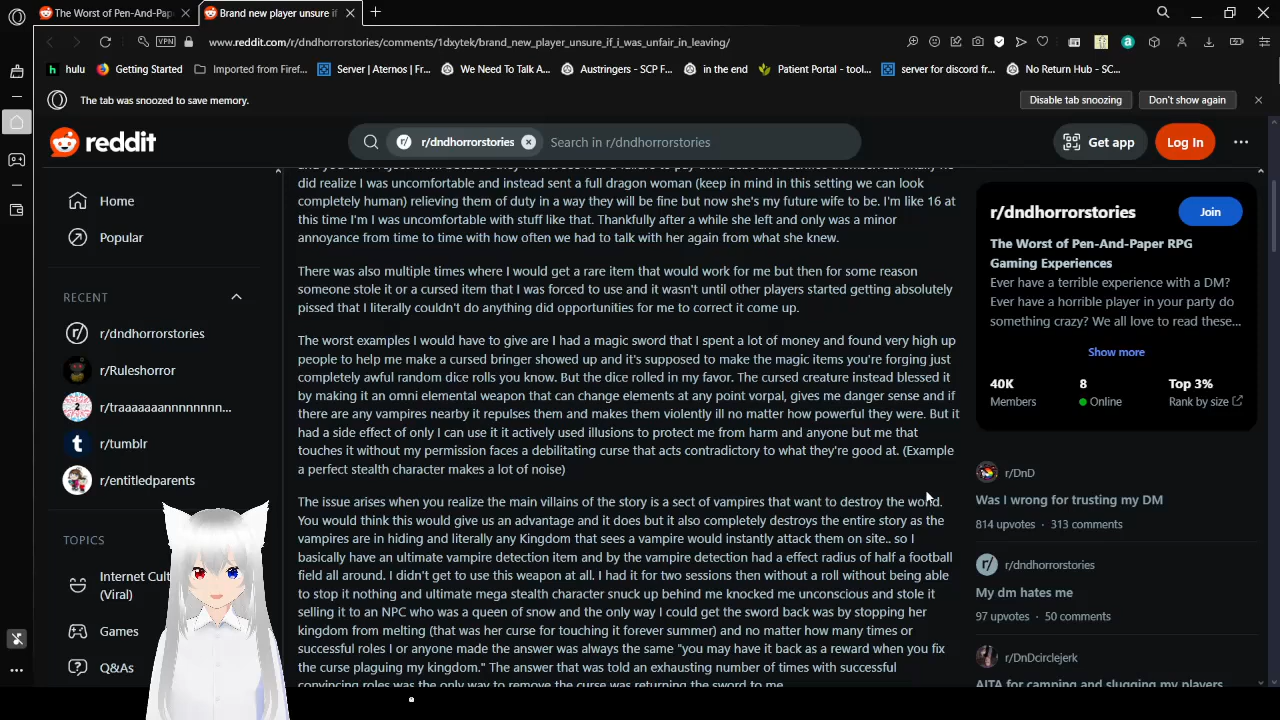 The Worst of Pen-And-Pap
Brand new player unsure if
VPN
www.reddit.com/r/dndhorrorstories/comments/1dxytek/brand_new_player_unsure_if_i_was_unfair_in_leaving/
hulu
Getting Started
Imported from Firef...
Server | Aternos | Fr...
We Need To Talk A...
Austringers - SCP F...
in the end
Patient Portal - tool...
server for discord fr...
No Return Hub - SC...
The tab was snoozed to save memory.
Disable tab snoozing
Don't show again
reddit
r/dndhorrorstories
Search in r/dndhorrorstories
Get app
Log In
Home
Popular
RECENT
r/dndhorrorstories
r/Ruleshorror
r/traaaaaaannnnnnnn...
r/tumblr
r/entitledparents
TOPICS
Internet Cult
(Viral)
Games
Q&As
did realize I was uncomfortable and instead sent a full dragon woman (keep in mind in this setting we can look
completely human) relieving them of duty in a way they will be fine but now she's my future wife to be. I'm like 16 at
this time I'm I was uncomfortable with stuff like that. Thankfully after a while she left and only was a minor
annoyance from time to time with how often we had to talk with her again from what she knew.
There was also multiple times where I would get a rare item that would work for me but then for some reason
someone stole it or a cursed item that I was forced to use and it wasn't until other players started getting absolutely
pissed that I literally couldn't do anything did opportunities for me to correct it come up.
The worst examples I would have to give are I had a magic sword that I spent a lot of money and found very high up
people to help me make a cursed bringer showed up and it's supposed to make the magic items you're forging just
completely awful random dice rolls you know. But the dice rolled in my favor. The cursed creature instead blessed it
by making it an omni elemental weapon that can change elements at any point vorpal, gives me danger sense and if
there are any vampires nearby it repuses them and makes them violently ill no matter how powerful they were. But it
had a side effect of only I can use it it actively used illusions to protect me from harm and anyone but me that
touches it without my permission faces a debilitating curse that acts contradictory to what they're good at. (Example
a perfect stealth character makes a lot of noise)
The issue arises when you realize the main villains of the story is a sect of vampires that want to destroy the world.
You would think this would give us an advantage and it does but it also completely destroys the entire story as the
vampires are in hiding and literally any Kingdom that sees a vampire would instantly attack them on site.. so I
basically have an ultimate vampire detection item and by the vampire detection had a effect radius of half a football
field all around. I didn't get to use this weapon at all. I had it for two sessions then without a roll without being able
to stop it nothing and ultimate mega stealth character snuck up behind me knocked me unconscious and stole it
selling it to an NPC who was a queen of snow and the only way I could get the sword back was by stopping her
kingdom from melting (that was her curse for touching it forever summer) and no matter how many times or
successful roles I or anyone made the answer was always the same "you may have it back as a reward when you fix
the curse plaguing my kingdom." The answer that was told an exhausting number of times with successful
convincing roles was the only way to remove the curse was returning the sword to me
r/dndhorrorstories
Join
The Worst of Pen-And-Paper RPG
Gaming Experiences
Ever have a terrible experience with a DM?
Ever have a horrible player in your party do
something crazy? We all love to read these...
Show more
40K
Members
8
Online
Top 3%
Rank by size
r/DnD
Was I wrong for trusting my DM
814 upvotes · 313 comments
r/dndhorrorstories
My dm hates me
97 upvotes · 50 comments
r/DnDcirclejerk
AITA for camping and slugging my players